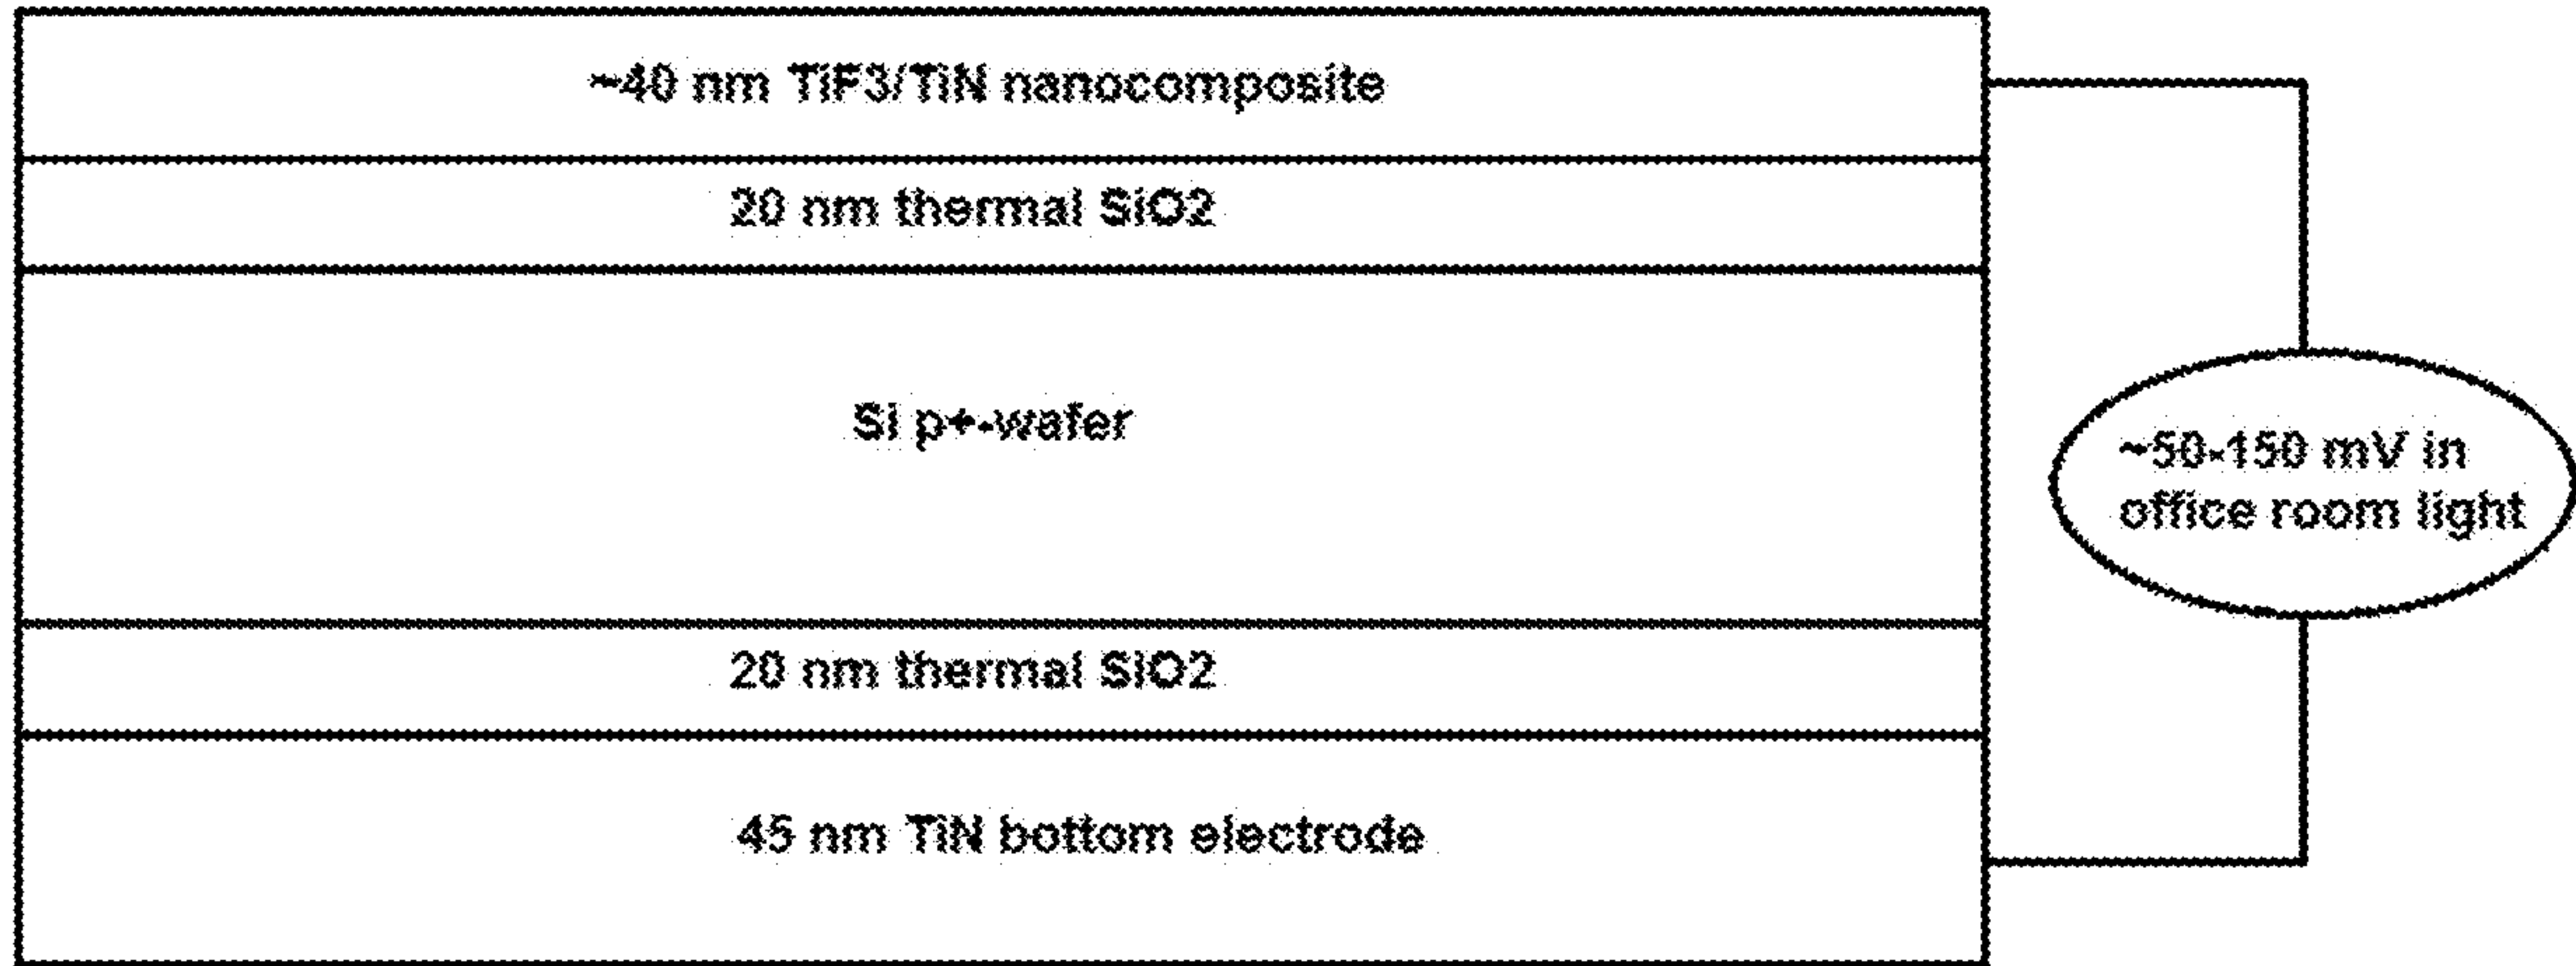 ~40 nm TiF3/TiN nanocomposite
20 nm thermal SiO2
Si p+-wafer
~50-150 mV in
office room light
20 nm thermal SiO2
45 nm TiN bottom electrode